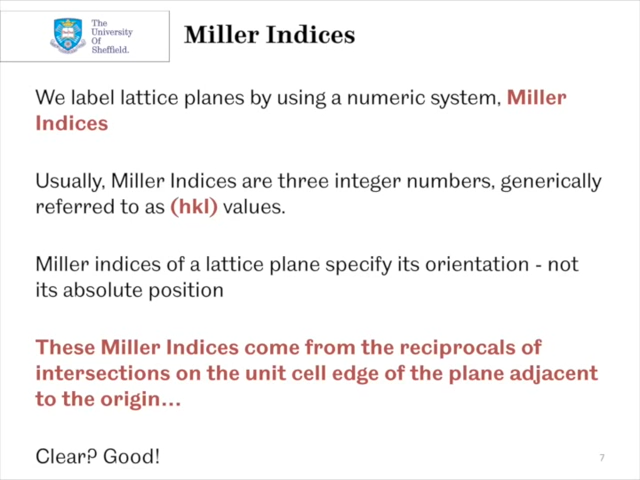 The
University
Of
Sheffield.
Miller Indices
We label lattice planes by using a numeric system, Miller
Indices
Usually, Miller Indices are three integer numbers, generically
referred to as (hkl) values.
Miller indices of a lattice plane specify its orientation - not
its absolute position
These Miller Indices come from the reciprocals of
intersections on the unit cell edge of the plane adjacent
to the origin...
Clear? Good!
7